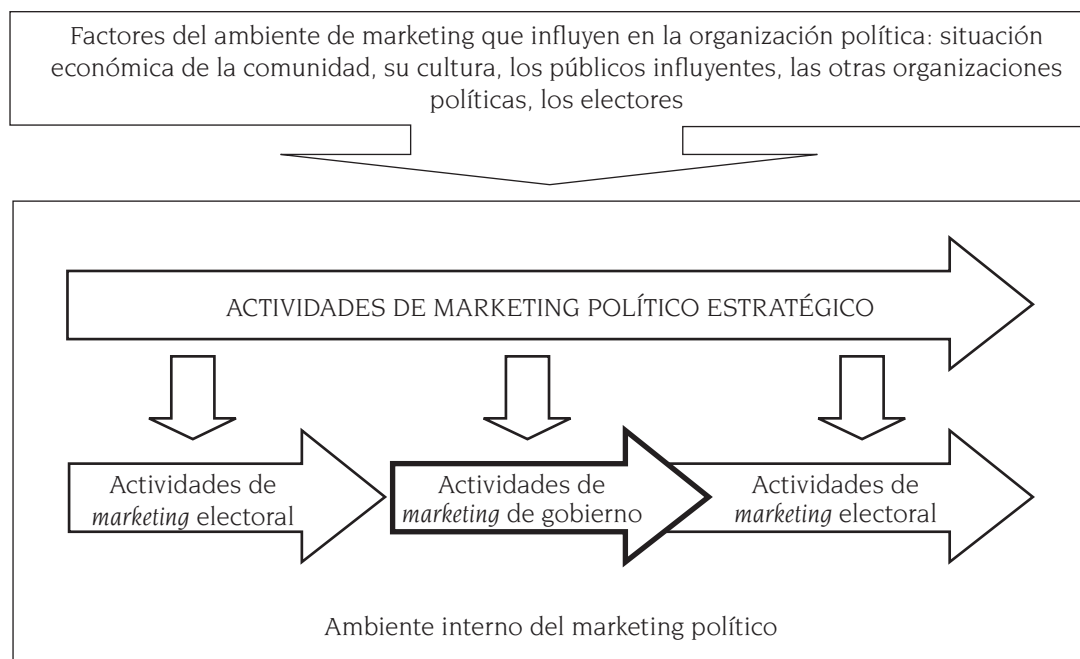 Factores del ambiente de marketing que influyen en la organización política: situación
económica de la comunidad, su cultura, los públicos influyentes, las otras organizaciones
políticas, los electores
ACTIVIDADES DE MARKETING POLÍTICO ESTRATÉGICO
Actividades de
marketing electoral
Actividades de
marketing de gobierno
Actividades de
marketing electoral
Ambiente interno del marketing político